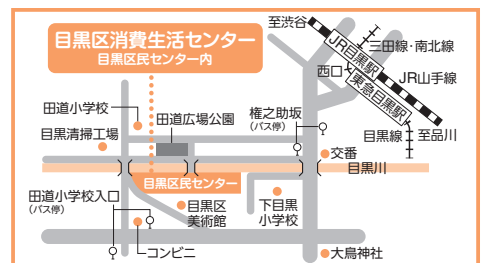 目黒区消費生活センター
目黒区民センター内
至渋谷
JR目黒駅
三田線・南北線
西口
東急目黒駅
JR山手線
目黒線
至品川
田道小学校
田道広場公園
権之助坂
(バス停)
目黒清掃工場
交番
目黒川
目黒区民センター
田道小学校入口
(バス停)
目黒区
美術館
下目黒
小学校
コンビニ
大鳥神社